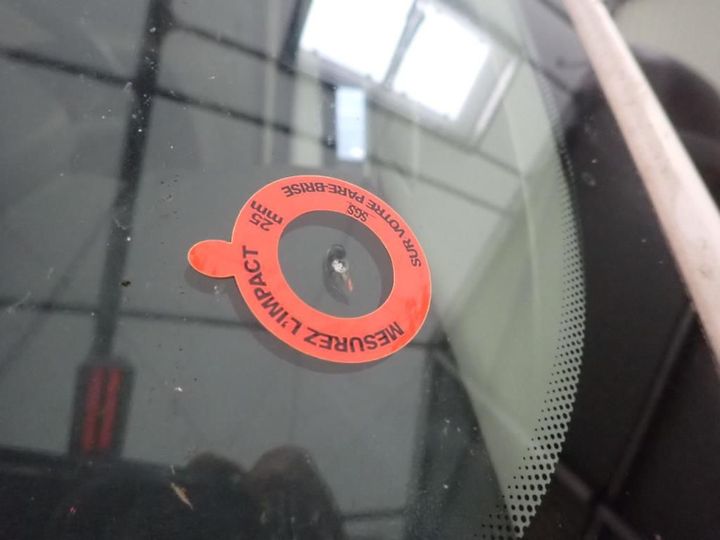 MESUREZ L'IMPACT
SUR VOTRE PARE-BRISE
SGS
25
mm